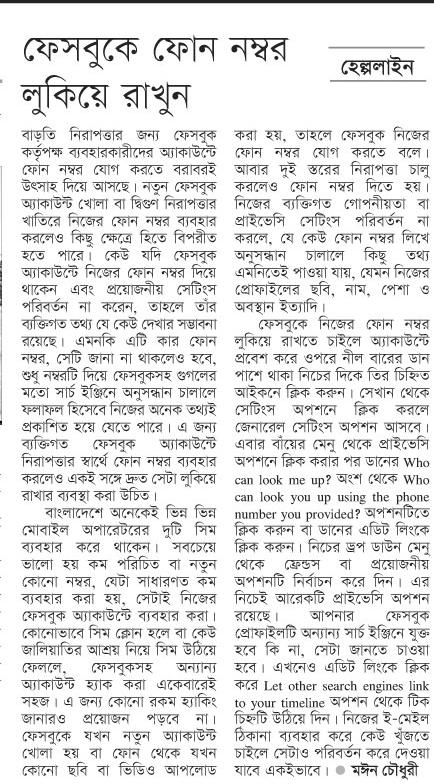 ফেসবুকে ফোন নম্বর
লুকিয়ে রাখুন
হেল্পলাইন
বাড়তি নিরাপত্তার জন্য ফেসবুক
কর্তৃপক্ষ ব্যবহারকারীদের অ্যাকাউন্টে
ফোন নম্বর যোগ করতে বরাবরই
উৎসাহ দিয়ে আসছে। নতুন ফেসবুক
অ্যাকাউন্ট খোলা বা দ্বিগুণ নিরাপত্তার
খাতিরে নিজের ফোন নম্বর ব্যবহার
করলেও কিছু ক্ষেত্রে হিতে বিপরীত
হতে পারে। কেউ যদি ফেসবুক
অ্যাকাউন্টে নিজের ফোন নম্বর দিয়ে
থাকেন এবং প্রয়োজনীয় সেটিংস
পরিবর্তন না করেন, তাহলে তাঁর
ব্যক্তিগত তথ্য যে কেউ দেখার সম্ভাবনা
রয়েছে। এমনকি এটি কার ফোন
নম্বর, সেটি জানা না থাকলেও হবে,
শুধু নম্বরটি দিয়ে ফেসবুকসহ গুগলের
মতো সার্চ ইঞ্জিনে অনুসন্ধান চালালে
ফলাফল হিসেবে নিজের অনেক তথ্যই
প্রকাশিত হয়ে যেতে পারে। এ জন্য
ব্যক্তিগত ফেসবুক অ্যাকাউন্টে
নিরাপত্তার স্বার্থে ফোন নম্বর ব্যবহার
করলেও একই সঙ্গে দ্রুত সেটা লুকিয়ে
রাখার ব্যবস্থা করা উচিত।
বাংলাদেশে অনেকেই ভিন্ন ভিন্ন
মোবাইল অপারেটরের দুটি সিম
ব্যবহার করে থাকেন। সবচেয়ে
ভালো হয় কম পরিচিত বা নতুন
কোনো নম্বর, যেটা সাধারণত কম
ব্যবহার করা হয়, সেটাই নিজের
ফেসবুক অ্যাকাউন্টে ব্যবহার করা।
কোনোভাবে সিম ক্লোন হলে বা কেউ
জালিয়াতির আশ্রয় নিয়ে সিম উঠিয়ে
ফেললে, ফেসবুকসহ অন্যান্য
অ্যাকাউন্ট হ্যাক করা একেবারেই
সহজ। এ জন্য কোনো রকম হ্যাকিং
জানারও প্রয়োজন পড়বে না।
ফেসবুকে যখন নতুন অ্যাকাউন্ট
খোলা হয় বা ফোন থেকে যখন
কোনো ছবি বা ভিডিও আপলোড
করা হয়, তাহলে ফেসবুক নিজের
ফোন নম্বর যোগ করতে বলে।
আবার দুই স্তরের নিরাপত্তা চালু
করলেও ফোন নম্বর দিতে হয়।
নিজের ব্যক্তিগত গোপনীয়তা বা
প্রাইভেসি সেটিংস পরিবর্তন না
করলে, যে কেউ ফোন নম্বর লিখে
অনুসন্ধান চালালে কিছু তথ্য
এমনিতেই পাওয়া যায়, যেমন নিজের
প্রোফাইলের ছবি, নাম, পেশা ও
অবস্থান ইত্যাদি।
ফেসবুকে নিজের ফোন নম্বর
লুকিয়ে রাখতে চাইলে অ্যাকাউন্টে
প্রবেশ করে ওপরে নীল বারের ডান
পাশে থাকা নিচের দিকে তির চিহ্নিত
আইকনে ক্লিক করুন। সেখান থেকে
সেটিংস অপশনে ক্লিক করলে
জেনারেল সেটিংস অপশন আসবে।
এবার বাঁয়ের মেনু থেকে প্রাইভেসি
অপশনে ক্লিক করার পর ডানের Who
can look me up? অংশ থেকে Who
can look you up using the phone
number you provided? অপশনটিতে
ক্লিক করুন বা ডানের এডিট লিংকে
ক্লিক করুন। নিচের ড্রপ ডাউন মেনু
থেকে ফ্রেন্ডস বা প্রয়োজনীয়
অপশনটি নির্বাচন করে দিন। এর
নিচেই আরেকটি প্রাইভেসি অপশন
রয়েছে। আপনার ফেসবুক
প্রোফাইলটি অন্যান্য সার্চ ইঞ্জিনে যুক্ত
হবে কি না, সেটা জানতে চাওয়া
হবে। এখনেও এডিট লিংকে ক্লিক
করে Let other search engines link
to your timeline অপশন থেকে টিক
চিহ্নটি উঠিয়ে দিন। নিজের ই-মেইল
ঠিকানা ব্যবহার করে কেউ খুঁজতে
চাইলে সেটাও পরিবর্তন করে দেওয়া
যাবে একইভাবে। ● মঈন চৌধুরী